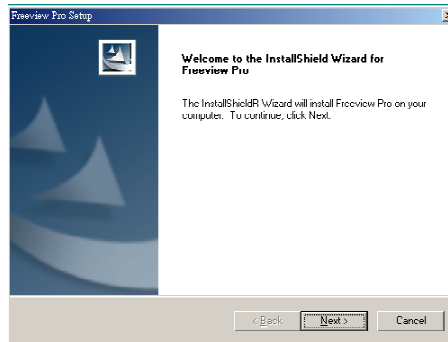 Freeview Pro Setup
Welcome to the InstallShield Wizard for
Freeview Pro
The InstallShieldR Wizard will install Freeview Pro on your
computer. To continue, click Next.
< Back
Next >
Cancel